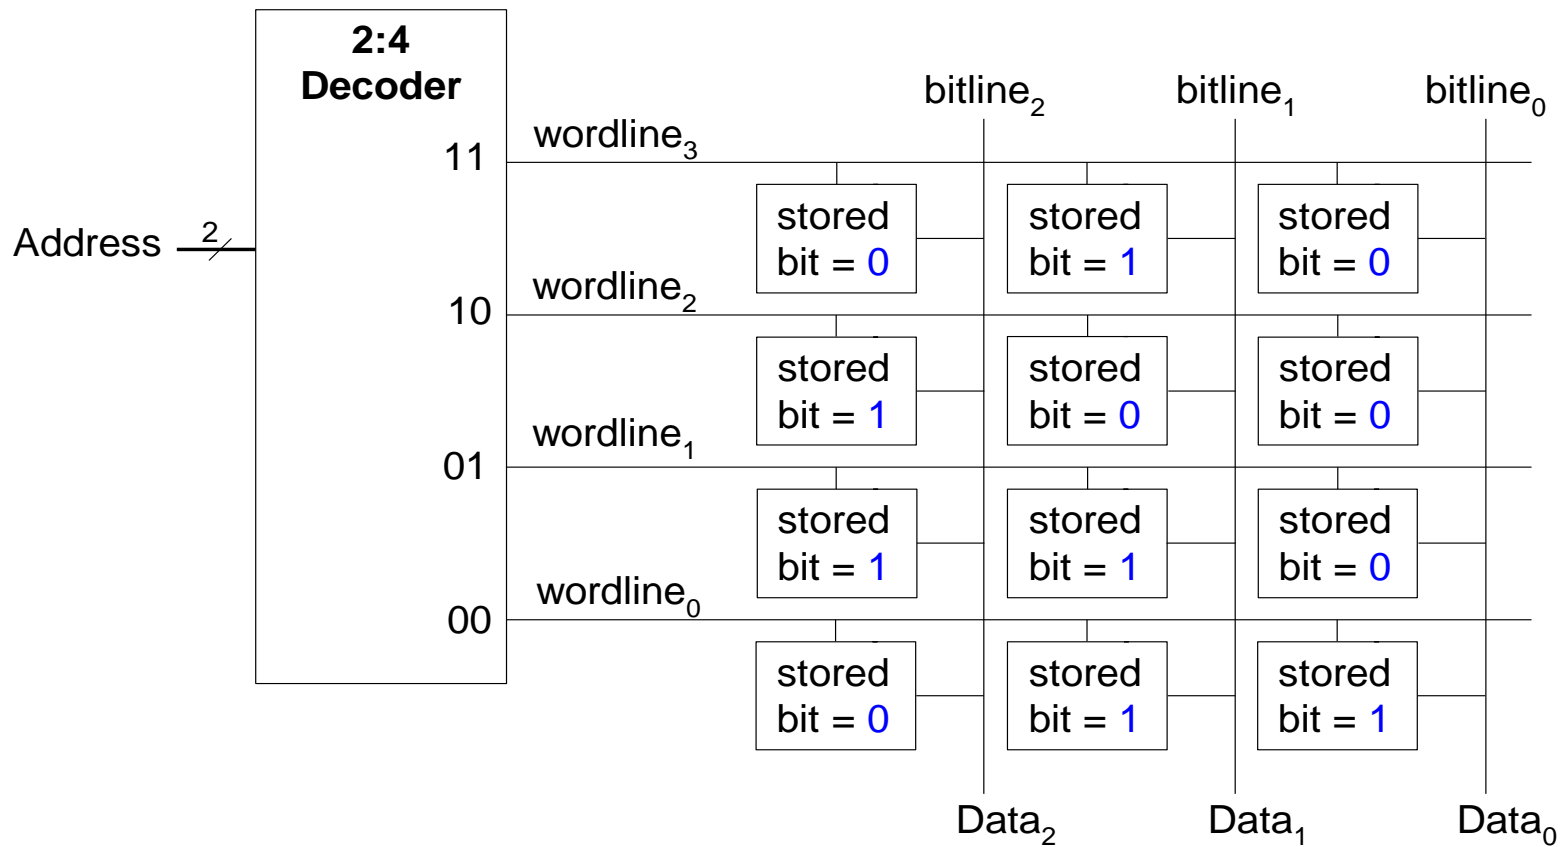 2:4
Decoder
bitline₂ bitline₁ bitline₀
wordline₃
11
stored stored stored
bit = 0 bit = 1 bit = 0
Address 2
wordline₂
10
stored stored stored
bit = 1 bit = 0 bit = 0
wordline₁
01
stored stored stored
bit = 1 bit = 1 bit = 0
wordline₀
00
stored stored stored
bit = 0 bit = 1 bit = 1
Data₂ Data₁ Data₀